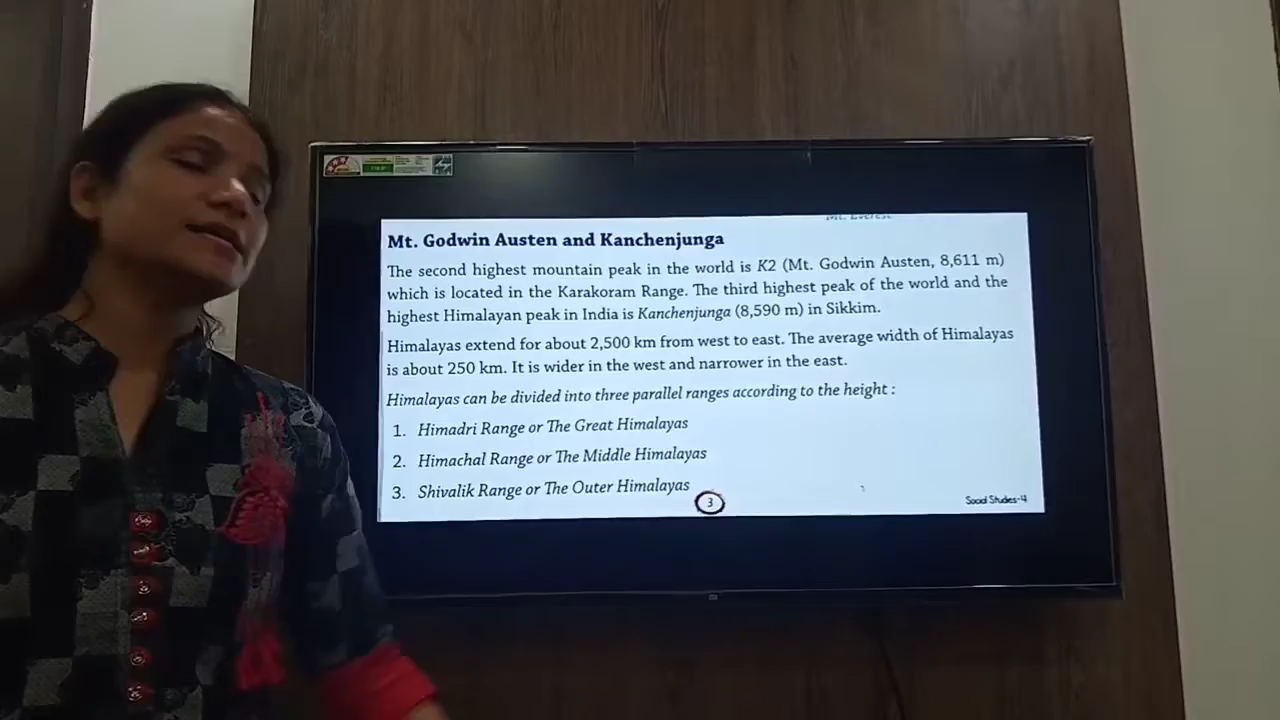 Mt. Everest
Mt. Godwin Austen and Kanchenjunga
The second highest mountain peak in the world is K2 (Mt. Godwin Austen, 8,611 m)
which is located in the Karakoram Range. The third highest peak of the world and the
highest Himalayan peak in India is Kanchenjunga (8,590 m) in Sikkim.
Himalayas extend for about 2,500 km from west to east. The average width of Himalayas
is about 250 km. It is wider in the west and narrower in the east.
Himalayas can be divided into three parallel ranges according to the height :
1. Himadri Range or The Great Himalayas
2. Himachal Range or The Middle Himalayas
3. Shivalik Range or The Outer Himalayas
3
Social Studies-4